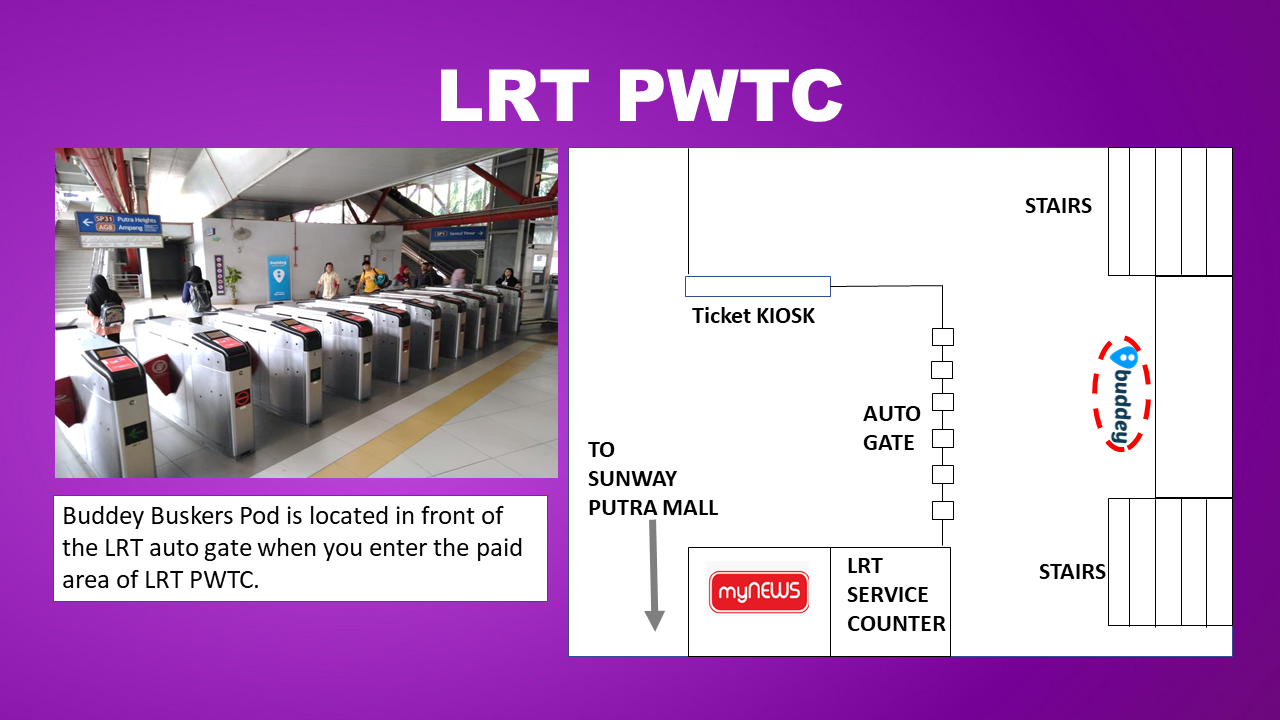 LRT PWTC
SP31 Putra Heights
AG8 Ampang
SP1 Sentul Timur
buddey
Buddey Buskers Pod is located in front of
the LRT auto gate when you enter the paid
area of LRT PWTC.
STAIRS
Ticket KIOSK
AUTO
GATE
buddey
TO
SUNWAY
PUTRA MALL
STAIRS
myNEWS
LRT
SERVICE
COUNTER